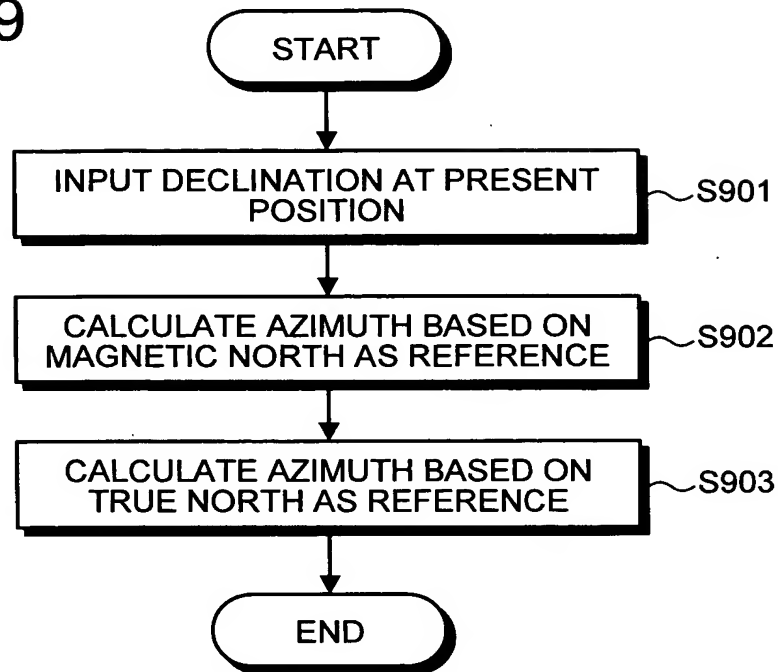 9
START
INPUT DECLINATION AT PRESENT
POSITION
S901
CALCULATE AZIMUTH BASED ON
MAGNETIC NORTH AS REFERENCE
S902
CALCULATE AZIMUTH BASED ON
TRUE NORTH AS REFERENCE
S903
END